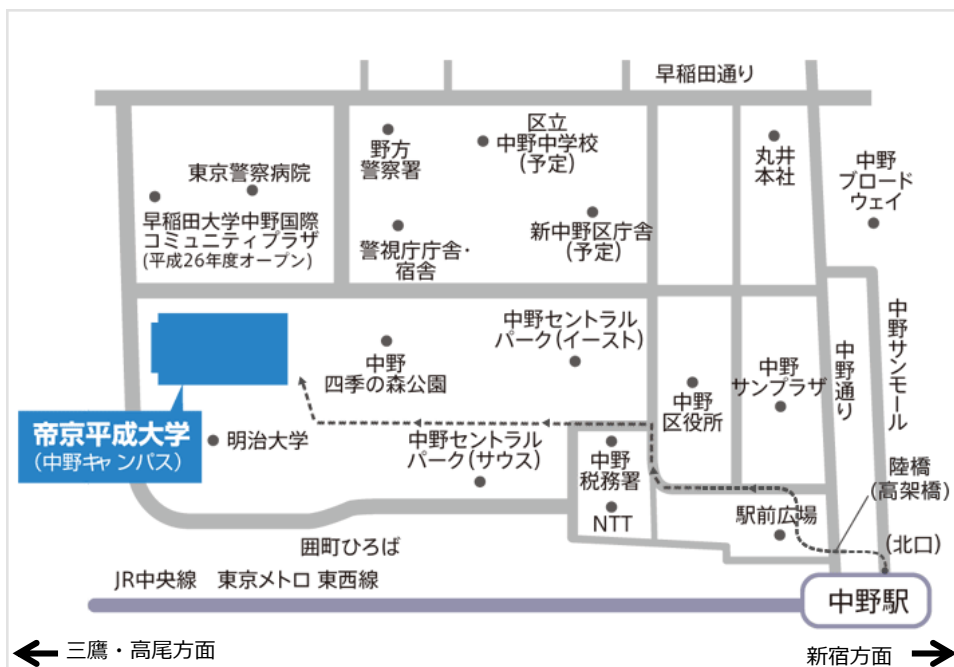 早稲田通り
区立
中野中学校
(予定)
野方
警察署
丸井
本社
中野
ブロード
ウェイ
東京警察病院
早稲田大学中野国際
コミュニティプラザ
(平成26年度オープン)
警視庁庁舎・
宿舎
新中野区庁舎
(予定)
中野セントラル
パーク(イースト)
中野
四季の森公園
中野
サンプラザ
中野
区役所
中野通り
中野サンモール
帝京平成大学
(中野キャンパス)
明治大学
中野セントラル
パーク(サウス)
中野
税務署
NTT
陸橋
(高架橋)
駅前広場
(北口)
囲町ひろば
JR中央線 東京メトロ 東西線
中野駅
三鷹・高尾方面
新宿方面